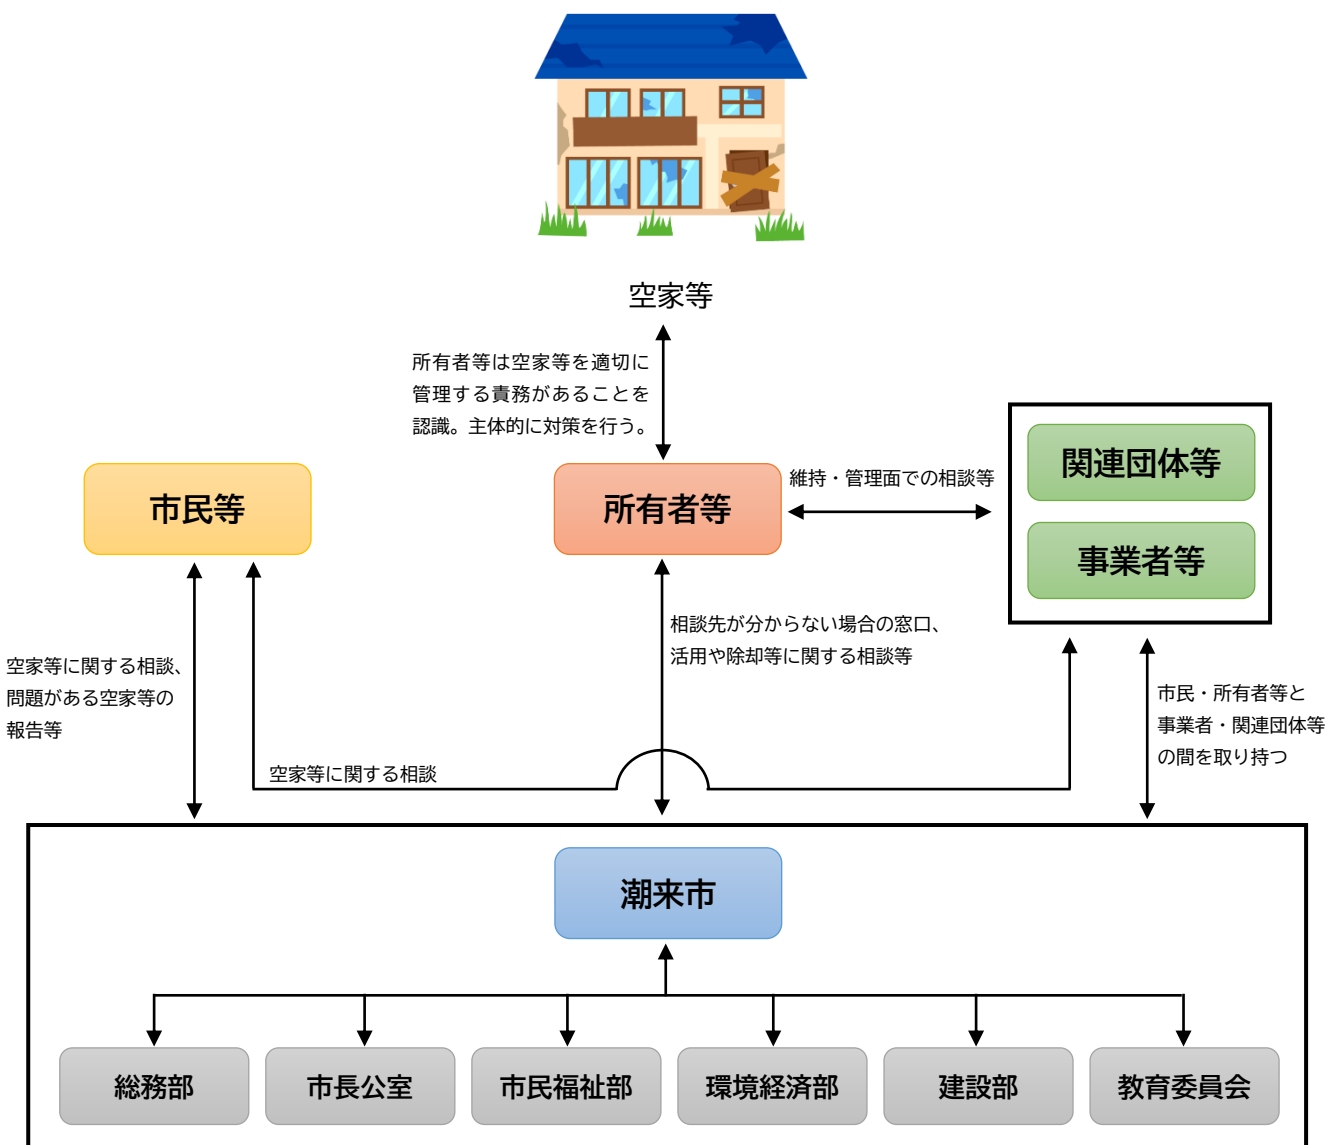 空家等
所有者等は空家等を適切に
管理する責務があることを
認識。主体的に対策を行う。
市民等
所有者等
維持・管理面での相談等
関連団体等
事業者等
空家等に関する相談、
問題がある空家等の
報告等
空家等に関する相談
相談先が分からない場合の窓口、
活用や除却等に関する相談等
市民・所有者等と
事業者・関連団体等
の間を取り持つ
潮来市
総務部
市長公室
市民福祉部
環境経済部
建設部
教育委員会